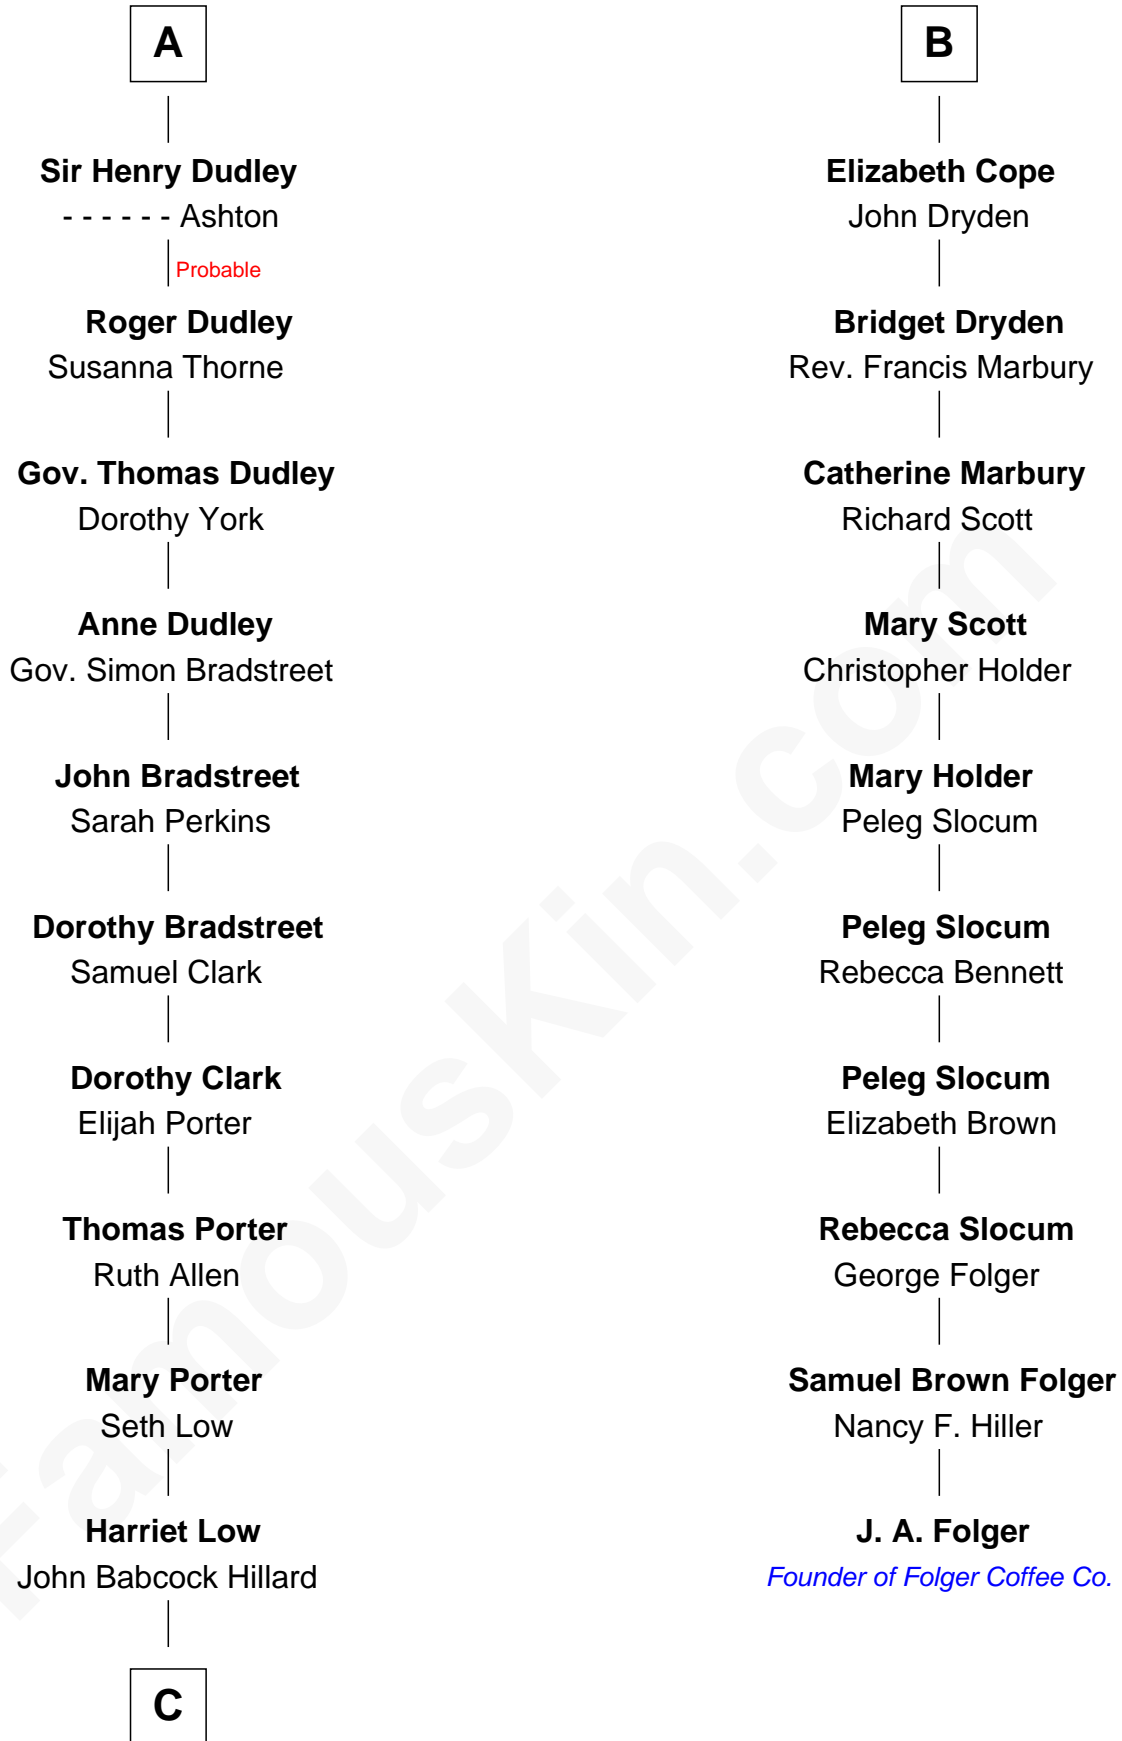 A
Sir Henry Dudley
- - - - - - Ashton
Probable
Roger Dudley
Susanna Thorne
Gov. Thomas Dudley
Dorothy York
Anne Dudley
Gov. Simon Bradstreet
John Bradstreet
Sarah Perkins
Dorothy Bradstreet
Samuel Clark
Dorothy Clark
Elijah Porter
Thomas Porter
Ruth Allen
Mary Porter
Seth Low
Harriet Low
John Babcock Hillard
C
B
Elizabeth Cope
John Dryden
Bridget Dryden
Rev. Francis Marbury
Catherine Marbury
Richard Scott
Mary Scott
Christopher Holder
Mary Holder
Peleg Slocum
Peleg Slocum
Rebecca Bennett
Peleg Slocum
Elizabeth Brown
Rebecca Slocum
George Folger
Samuel Brown Folger
Nancy F. Hiller
J. A. Folger
Founder of Folger Coffee Co.
FamousKin.com